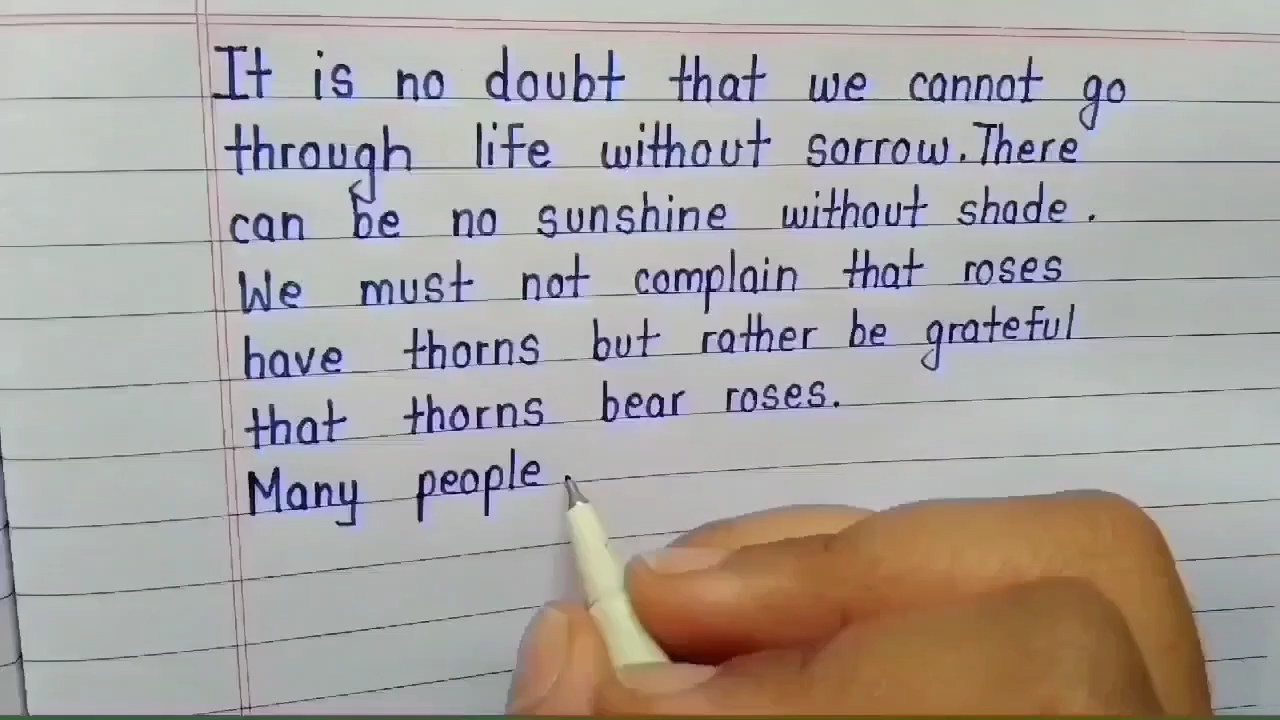 It is no doubt that we cannot go
through life without sorrow. There
can be no sunshine without shade.
We must not complain that roses
have thorns but rather be grateful
that thorns bear roses.
Many people